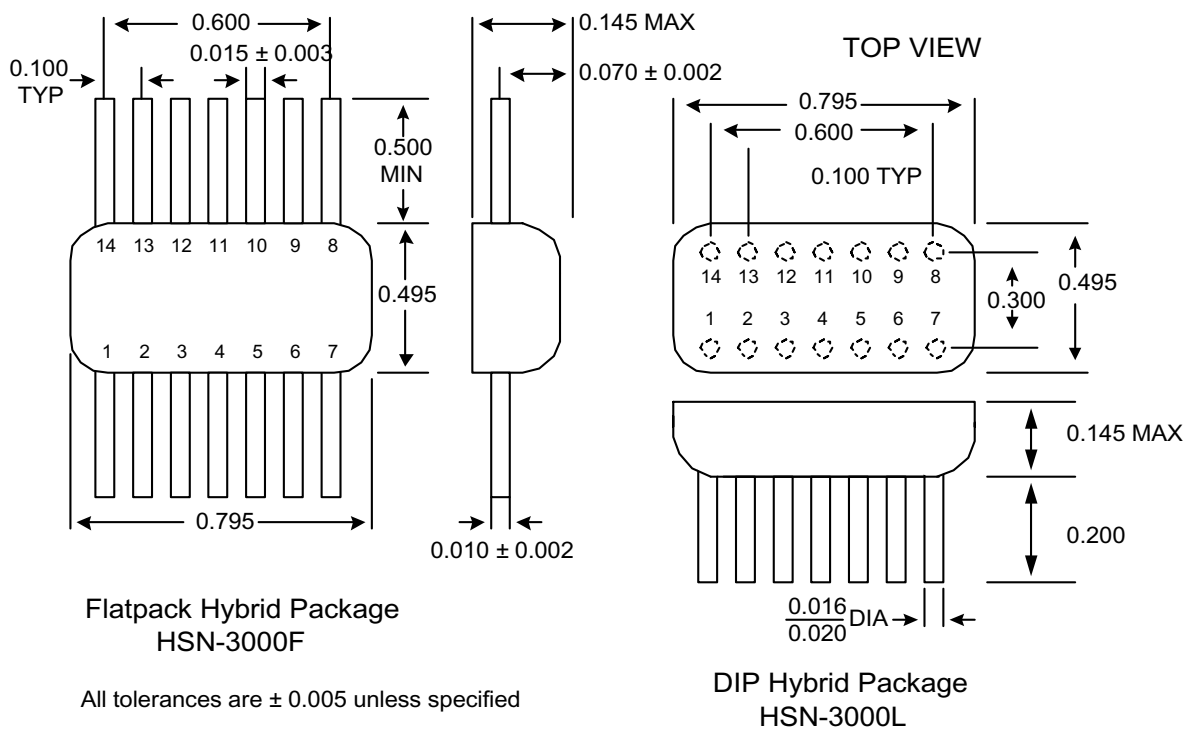 0.600
0.015 ± 0.003
0.100
TYP
0.500
MIN
14 13 12 11 10 9 8
0.495
1 2 3 4 5 6 7
0.795
0.145 MAX
0.070 ± 0.002
0.010 ± 0.002
Flatpack Hybrid Package
HSN-3000F
All tolerances are ± 0.005 unless specified
TOP VIEW
0.795
0.600
0.100 TYP
14 13 12 11 10 9 8
0.300
0.495
1 2 3 4 5 6 7
0.145 MAX
0.200
0.016
0.020 DIA
DIP Hybrid Package
HSN-3000L